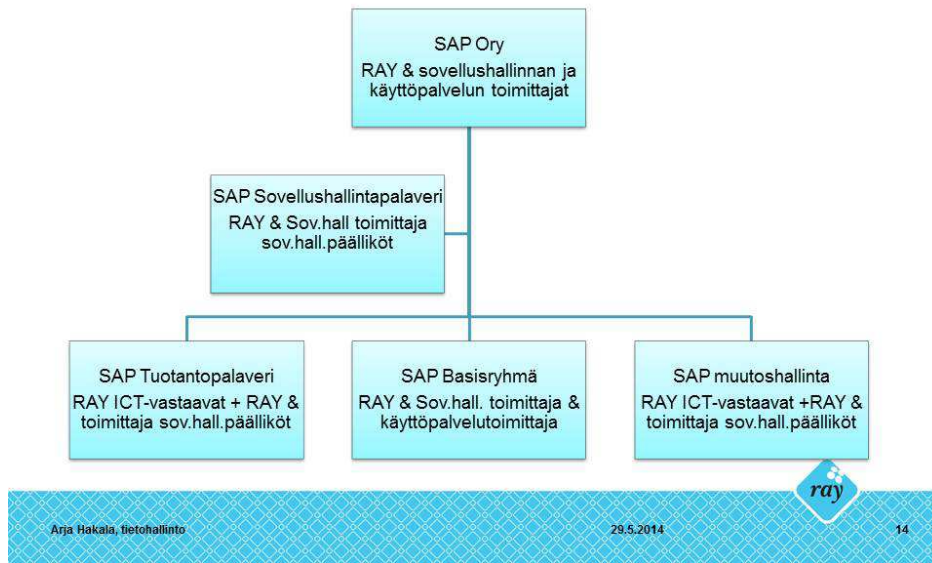 SAP Ory
RAY & sovellushallinnan ja
käyttöpalvelun toimittajat
SAP Sovellushallintapalaveri
RAY & Sov.hall toimittaja
sov.hall.päälliköt
SAP Tuotantopalaveri
RAY ICT-vastaavat + RAY &
toimittaja sov.hall.päälliköt
SAP Basisryhmä
RAY & Sov.hall. toimittaja &
käyttöpalvelutoimittaja
SAP muutoshallinta
RAY ICT-vastaavat +RAY &
toimittaja sov.hall.päälliköt
ray
Arja Hakala, tietohallinto
29.5.2014
14